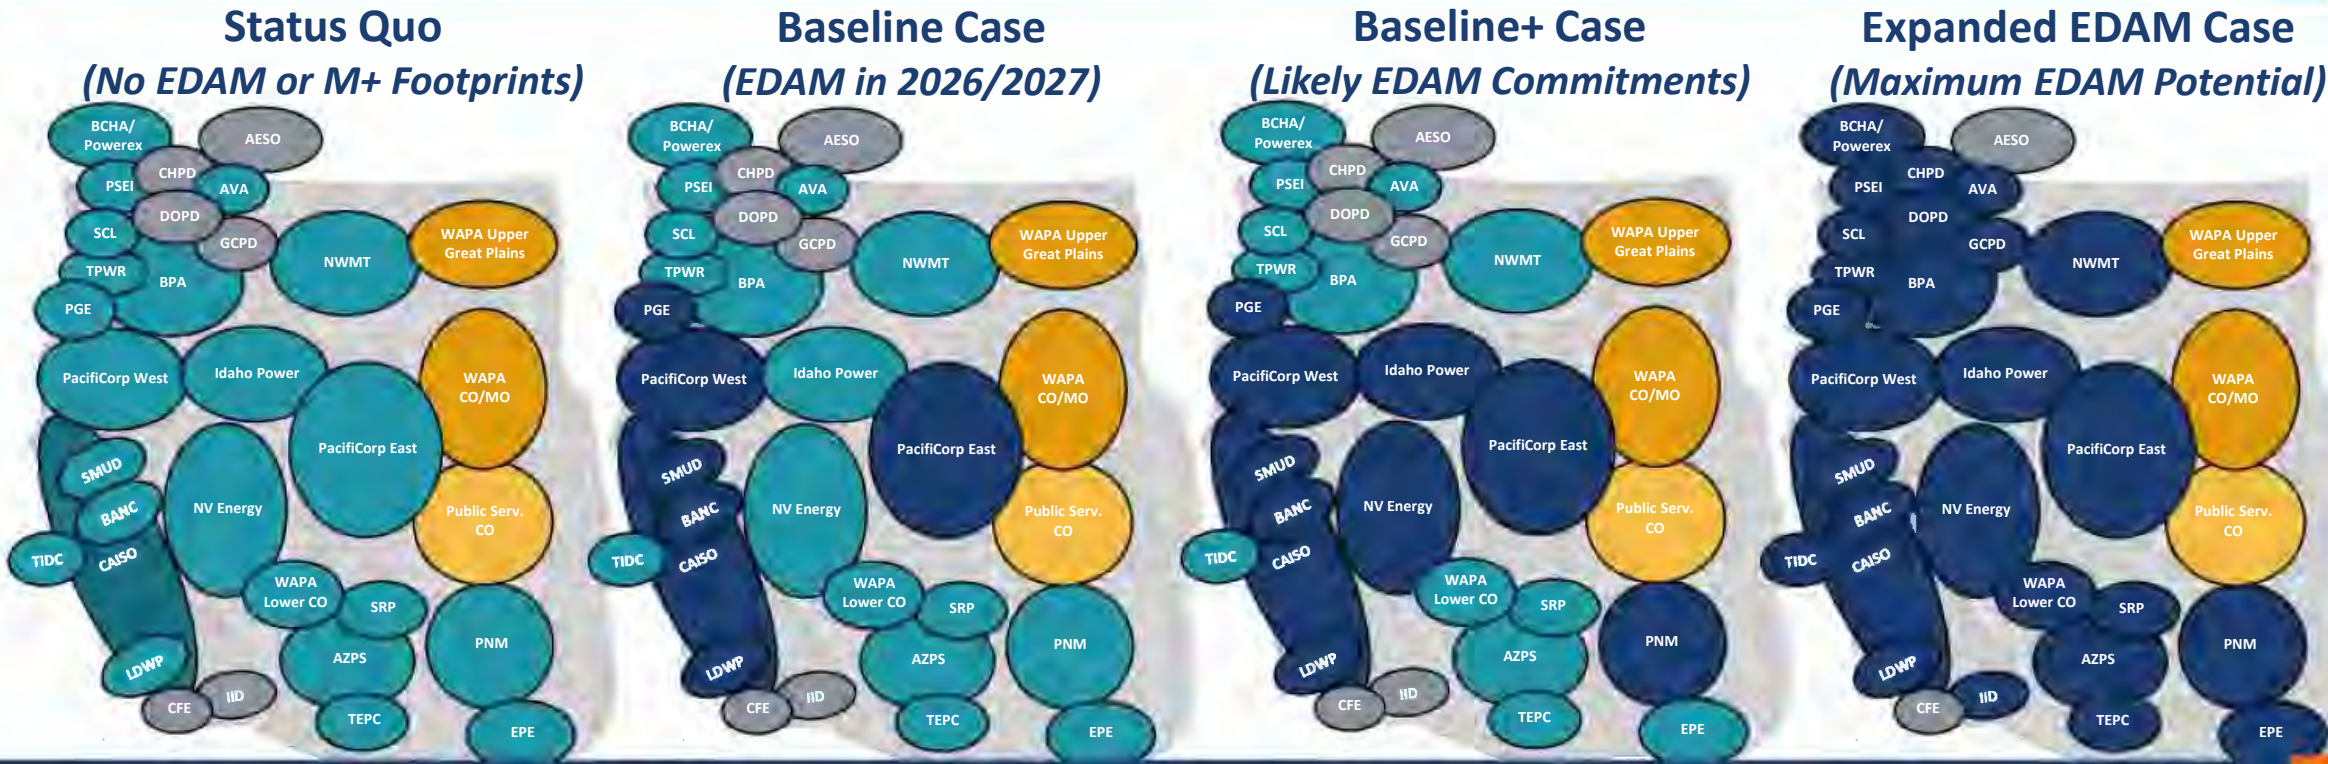 Status Quo
(No EDAM or M+ Footprints)
BCHA/
Powerex
AESO
CHPD
PSEI
AVA
DOPD
SCL
GCPD
TPWR
BPA
NWMT
WAPA Upper
Great Plains
PGE
PacifiCorp West
Idaho Power
WAPA
CO/MO
PacifiCorp East
SMUD
BANC
NV Energy
Public Serv.
CO
TIDC
CAISO
WAPA
Lower CO
SRP
LDWP
AZPS
PNM
CFE
IID
TEPC
EPE
Baseline Case
(EDAM in 2026/2027)
BCHA/
Powerex
AESO
CHPD
PSEI
AVA
DOPD
SCL
GCPD
TPWR
BPA
NWMT
WAPA Upper
Great Plains
PGE
PacifiCorp West
Idaho Power
WAPA
CO/MO
PacifiCorp East
SMUD
BANC
NV Energy
Public Serv.
CO
TIDC
CAISO
WAPA
Lower CO
SRP
LDWP
AZPS
PNM
CFE
IID
TEPC
EPE
Baseline+ Case
(Likely EDAM Commitments)
BCHA/
Powerex
AESO
CHPD
PSEI
AVA
DOPD
SCL
GCPD
TPWR
BPA
NWMT
WAPA Upper
Great Plains
PGE
PacifiCorp West
Idaho Power
WAPA
CO/MO
PacifiCorp East
SMUD
BANC
NV Energy
Public Serv.
CO
TIDC
CAISO
WAPA
Lower CO
SRP
LDWP
AZPS
PNM
CFE
IID
TEPC
EPE
Expanded EDAM Case
(Maximum EDAM Potential)
BCHA/
Powerex
AESO
CHPD
PSEI
AVA
DOPD
SCL
GCPD
TPWR
BPA
NWMT
WAPA Upper
Great Plains
PGE
PacifiCorp West
Idaho Power
WAPA
CO/MO
PacifiCorp East
SMUD
BANC
NV Energy
Public Serv.
CO
TIDC
CAISO
WAPA
Lower CO
SRP
LDWP
AZPS
PNM
CFE
IID
TEPC
EPE